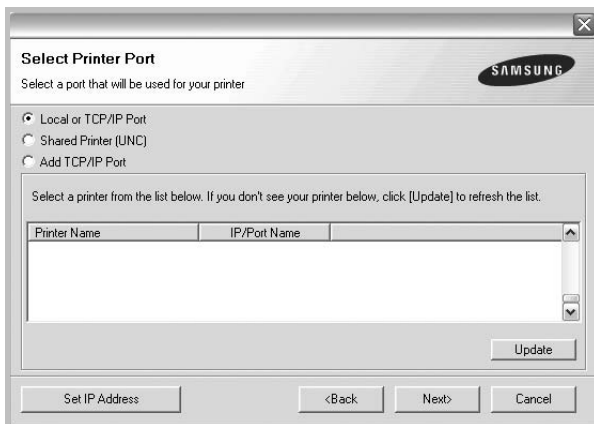 Select Printer Port
Select a port that will be used for your printer
SAMSUNG
Local or TCP/IP Port
Shared Printer (UNC)
Add TCP/IP Port
Select a printer from the list below. If you don't see your printer below, click [Update] to refresh the list.
Printer Name IP/Port Name
Update
Set IP Address <Back Next> Cancel